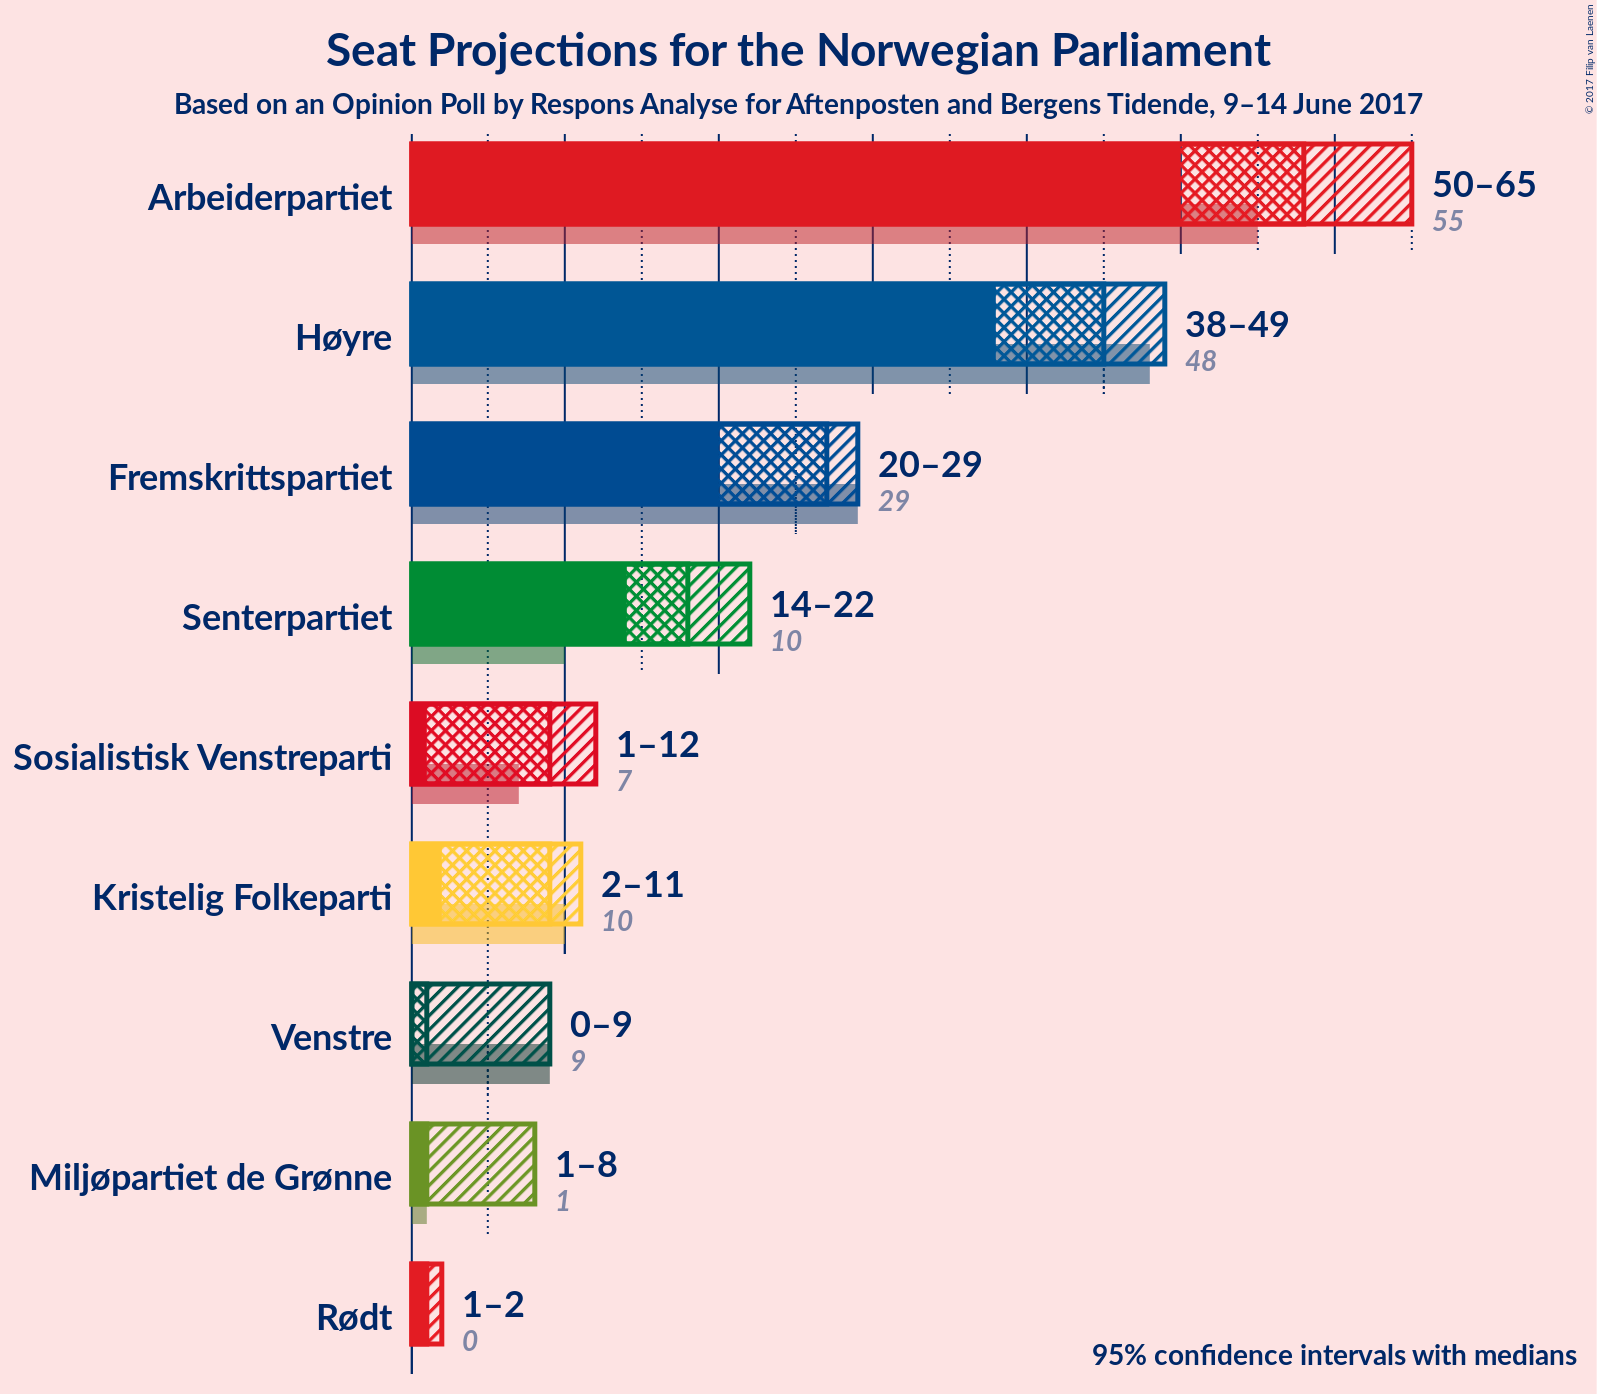 Seat Projections for the Norwegian Parliament
Based on an Opinion Poll by Respons Analyse for Aftenposten and Bergens Tidende, 9–14 June 2017
© 2017 Filip van Laenen
Arbeiderpartiet
50–65
55
Høyre
38–49
48
Fremskrittspartiet
20–29
29
Senterpartiet
14–22
10
Sosialistisk Venstreparti
1–12
7
Kristelig Folkeparti
2–11
10
Venstre
0–9
9
Miljøpartiet de Grønne
1–8
1
Rødt
1–2
0
95% confidence intervals with medians